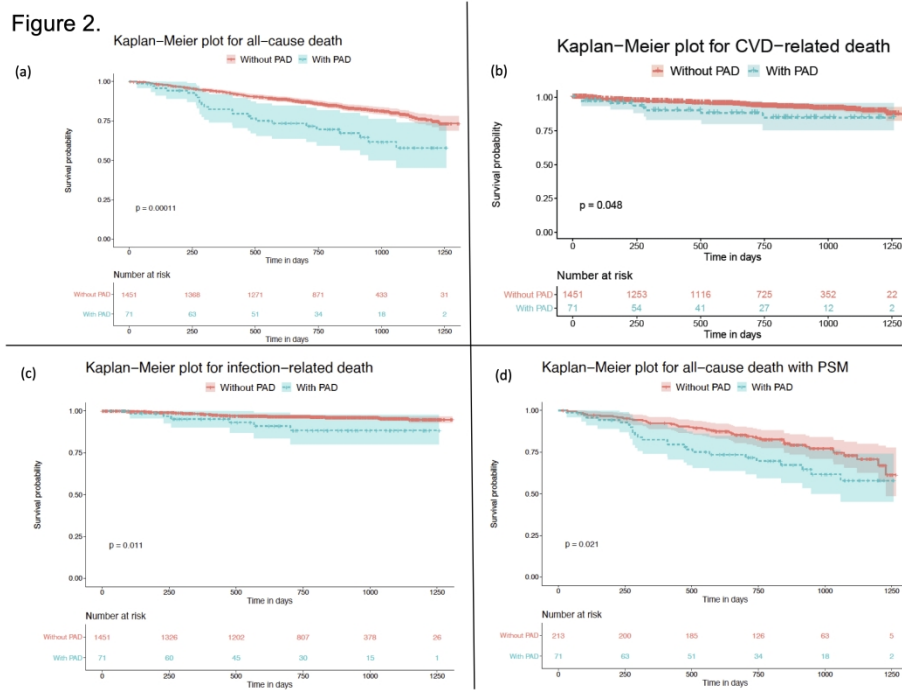 Figure 2.
(a)
Kaplan-Meier plot for all-cause death
Without PAD With PAD
Survival probability
1.00
0.75
0.50
0.25
0.00
p = 0.00011
0 250 500 750 1000 1250
Time in days
Number at risk
Without PAD 1451 1368 1271 871 433 31
With PAD 71 63 51 34 18 2
0 250 500 750 1000 1250
Time in days
(b)
Kaplan-Meier plot for CVD-related death
Without PAD With PAD
Survival probability
1.00
0.75
0.50
0.25
0.00
p = 0.048
0 250 500 750 1000 1250
Time in days
Number at risk
Without PAD 1451 1253 1116 725 352 22
With PAD 71 54 41 27 12 2
0 250 500 750 1000 1250
Time in days
(c)
Kaplan-Meier plot for infection-related death
Without PAD With PAD
Survival probability
1.00
0.75
0.50
0.25
0.00
p = 0.011
0 250 500 750 1000 1250
Time in days
Number at risk
Without PAD 1451 1326 1202 807 378 26
With PAD 71 60 45 30 15 1
0 250 500 750 1000 1250
Time in days
(d)
Kaplan-Meier plot for all-cause death with PSM
Without PAD With PAD
Survival probability
1.00
0.75
0.50
0.25
0.00
p = 0.021
0 250 500 750 1000 1250
Time in days
Number at risk
Without PAD 213 200 185 126 63 5
With PAD 71 63 51 34 18 2
0 250 500 750 1000 1250
Time in days